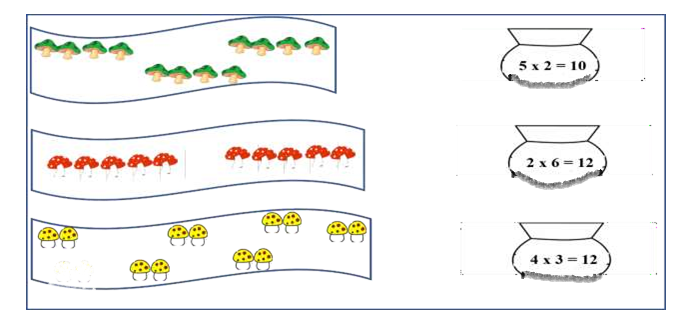 5 x 2 = 10
2 x 6 = 12
4 x 3 = 12